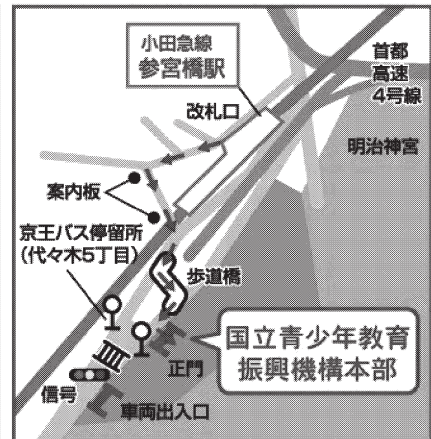 小田急線
参宮橋駅
首都
高速
4号線
改札口
明治神宮
案内板
京王バス停留所
(代々木5丁目)
歩道橋
国立青少年教育
振興機構本部
正門
信号
車両出入口